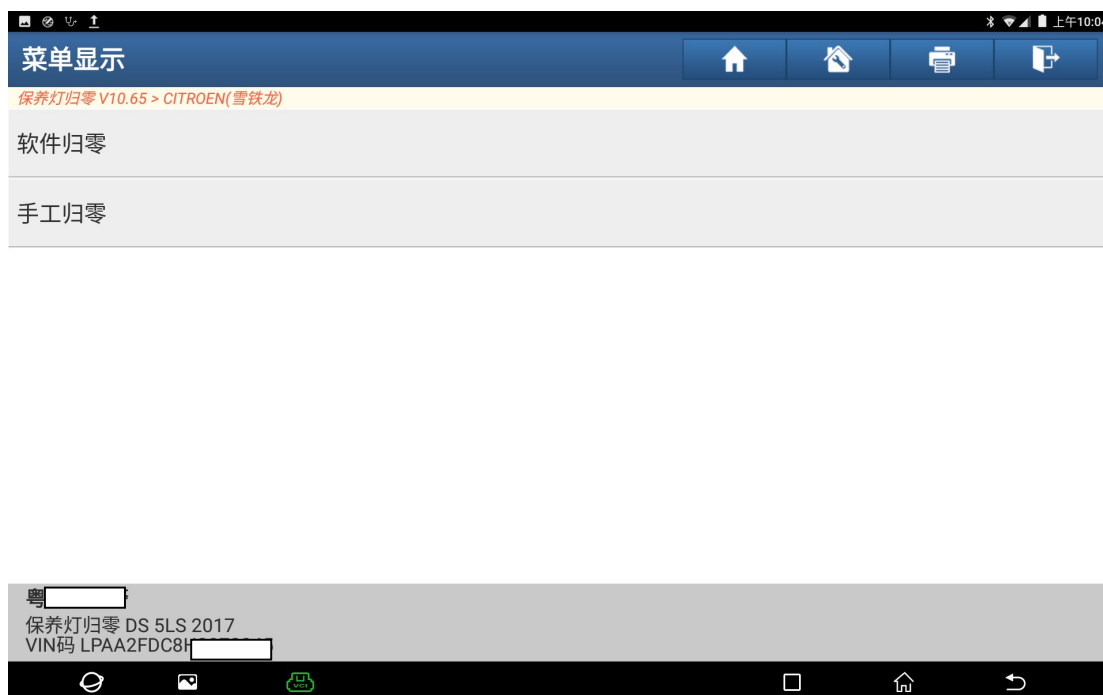 上午10:04
菜单显示
保养灯归零 V10.65 > CITROEN(雪铁龙)
软件归零
手工归零
粤
保养灯归零 DS 5LS 2017
VIN码 LPAA2FDC8H
VCI